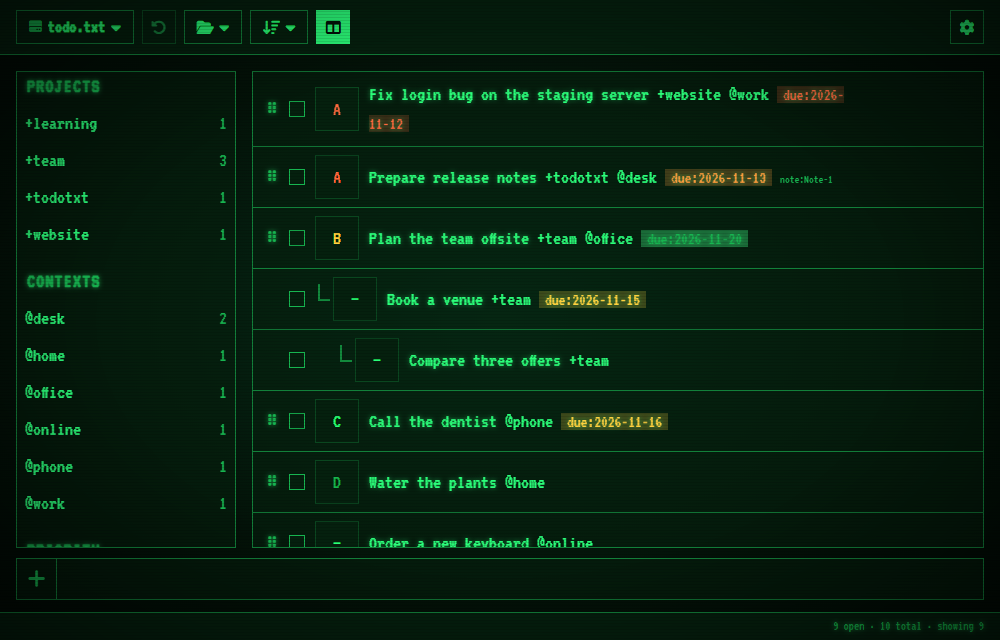 todo.txt
PROJECTS
+learning 1
+team 3
+todotxt 1
+website 1
CONTEXTS
@desk 2
@home 1
@office 1
@online 1
@phone 1
@work 1
A Fix login bug on the staging server +website @work due:2026-
11-12
A Prepare release notes +todotxt @desk due:2026-11-13 note:Note-1
B Plan the team offsite +team @office due:2026-11-20
- Book a venue +team due:2026-11-15
- Compare three offers +team
C Call the dentist @phone due:2026-11-16
D Water the plants @home
- Order a new keyboard @online
9 open · 10 total · showing 9